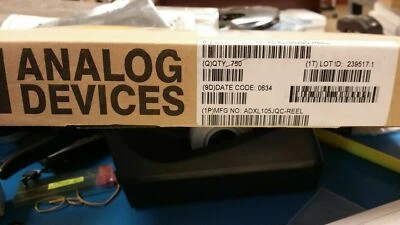 ANALOG
DEVICES
(Q)QTY: 750
(1T) LOT ID: 239517.1
(9D)DATE CODE: 0634
(1P)MFG NO: ADXL105JQC-REEL